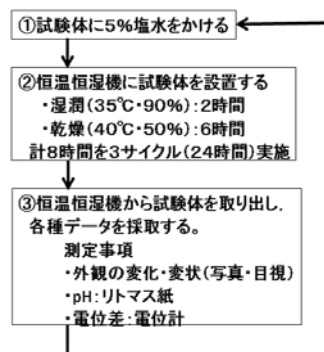 ①試験体に5%塩水をかける
②恒温恒湿機に試験体を設置する
・湿潤(35℃・90%):2時間
・乾燥(40℃・50%):6時間
計8時間を3サイクル(24時間)実施
③恒温恒湿機から試験体を取り出し,
各種データを採取する。
測定事項
・外観の変化・変状(写真・目視)
・pH:リトマス紙
・電位差:電位計